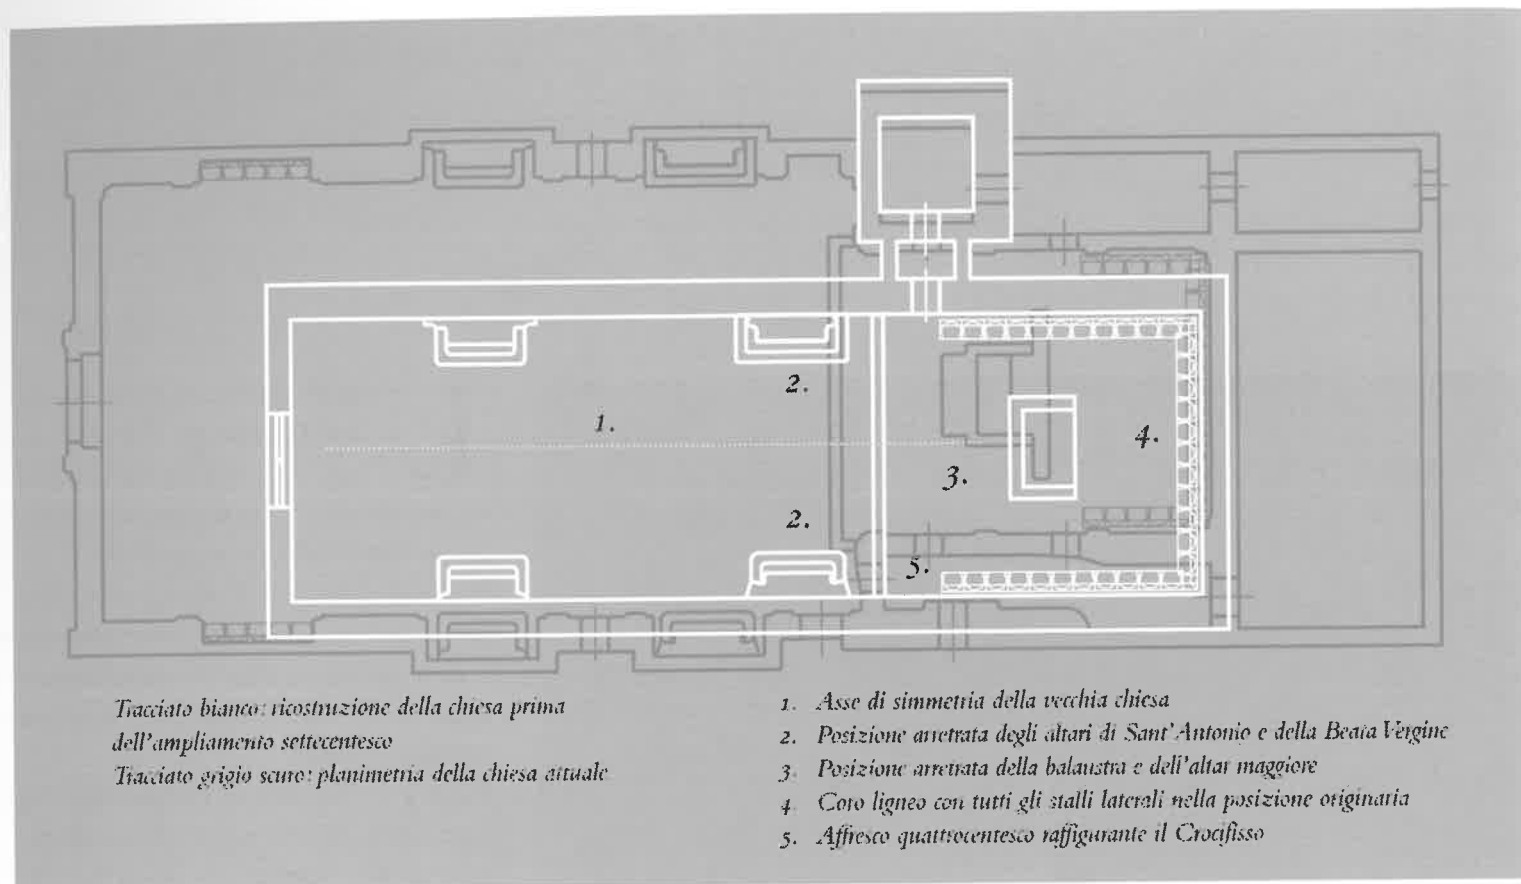 1.
2.
2.
3.
4.
5.
Tracciato bianco: ricostruzione della chiesa prima
dell'ampliamento settecentesco
Tracciato grigio scuro: planimetria della chiesa attuale
1. Asse di simmetria della vecchia chiesa
2. Posizione arretrata degli altari di Sant'Antonio e della Beata Vergine
3. Posizione arretrata della balaustra e dell'altar maggiore
4. Coro ligneo con tutti gli stalli laterali nella posizione originaria
5. Affresco quattrocentesco raffigurante il Crocifisso